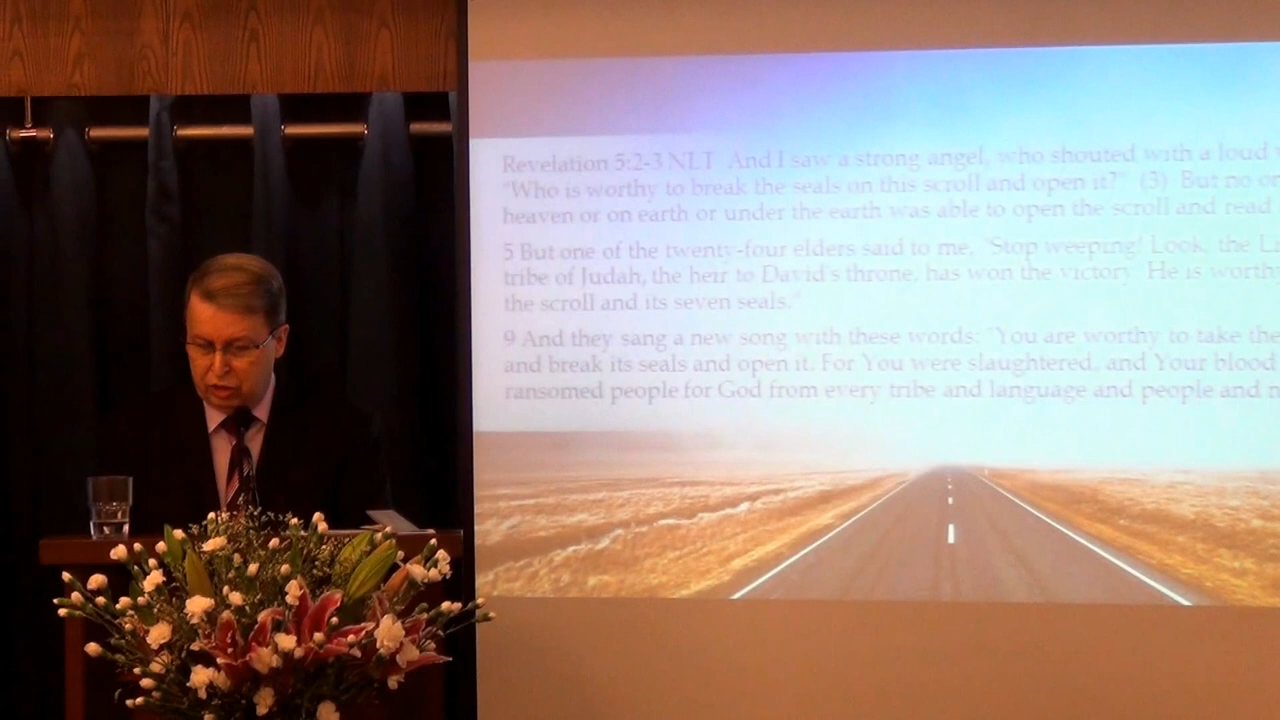 Revelation 5:2-3 NLT And I saw a strong angel, who shouted with a loud
"Who is worthy to break the seals on this scroll and open it?" (3) But no
heaven or on earth or under the earth was able to open the scroll and read
5 But one of the twenty-four elders said to me, "Stop weeping! Look, the
tribe of Judah, the heir to David's throne, has won the victory. He is
the scroll and its seven seals."
9 And they sang a new song with these words: "You are worthy to take the
and break its seals and open it. For You were slaughtered, and Your blood
ransomed people for God from every tribe and language and people and